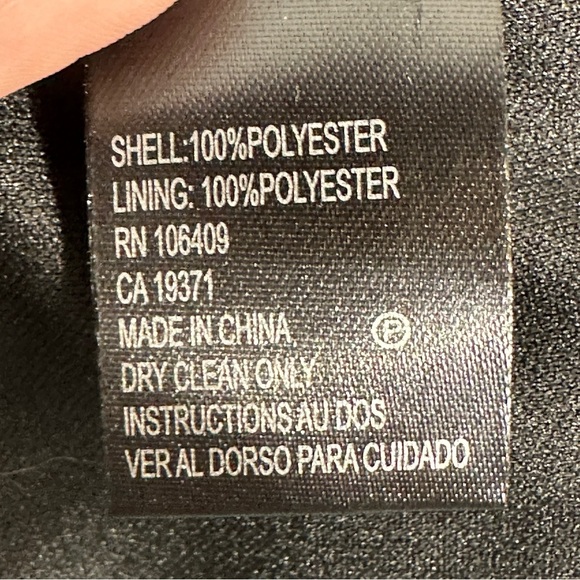 SHELL:100%POLYESTER
LINING: 100%POLYESTER
RN 106409
CA 19371
MADE IN CHINA
P
DRY CLEAN ONLY
INSTRUCTIONS AU DOS
VER AL DORSO PARA CUIDADO